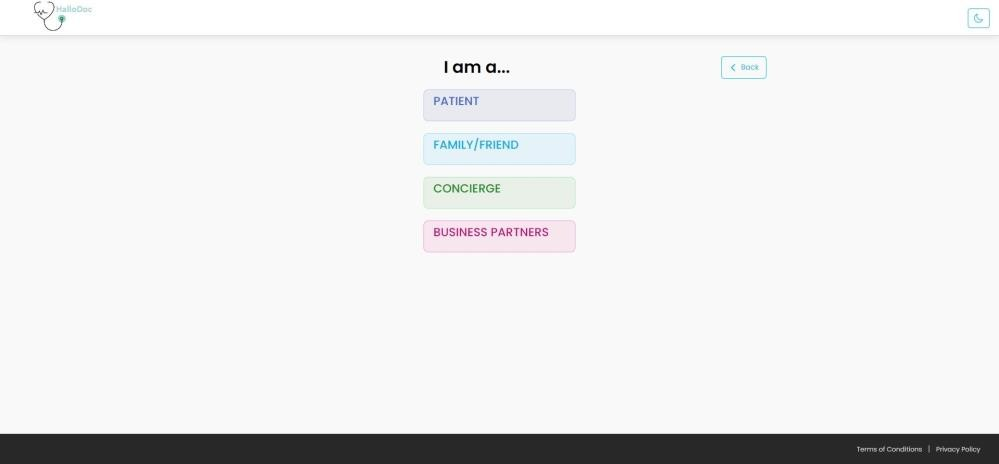 HalloDoc
I am a...
Back
PATIENT
FAMILY/FRIEND
CONCIERGE
BUSINESS PARTNERS
Terms of Conditions | Privacy Policy